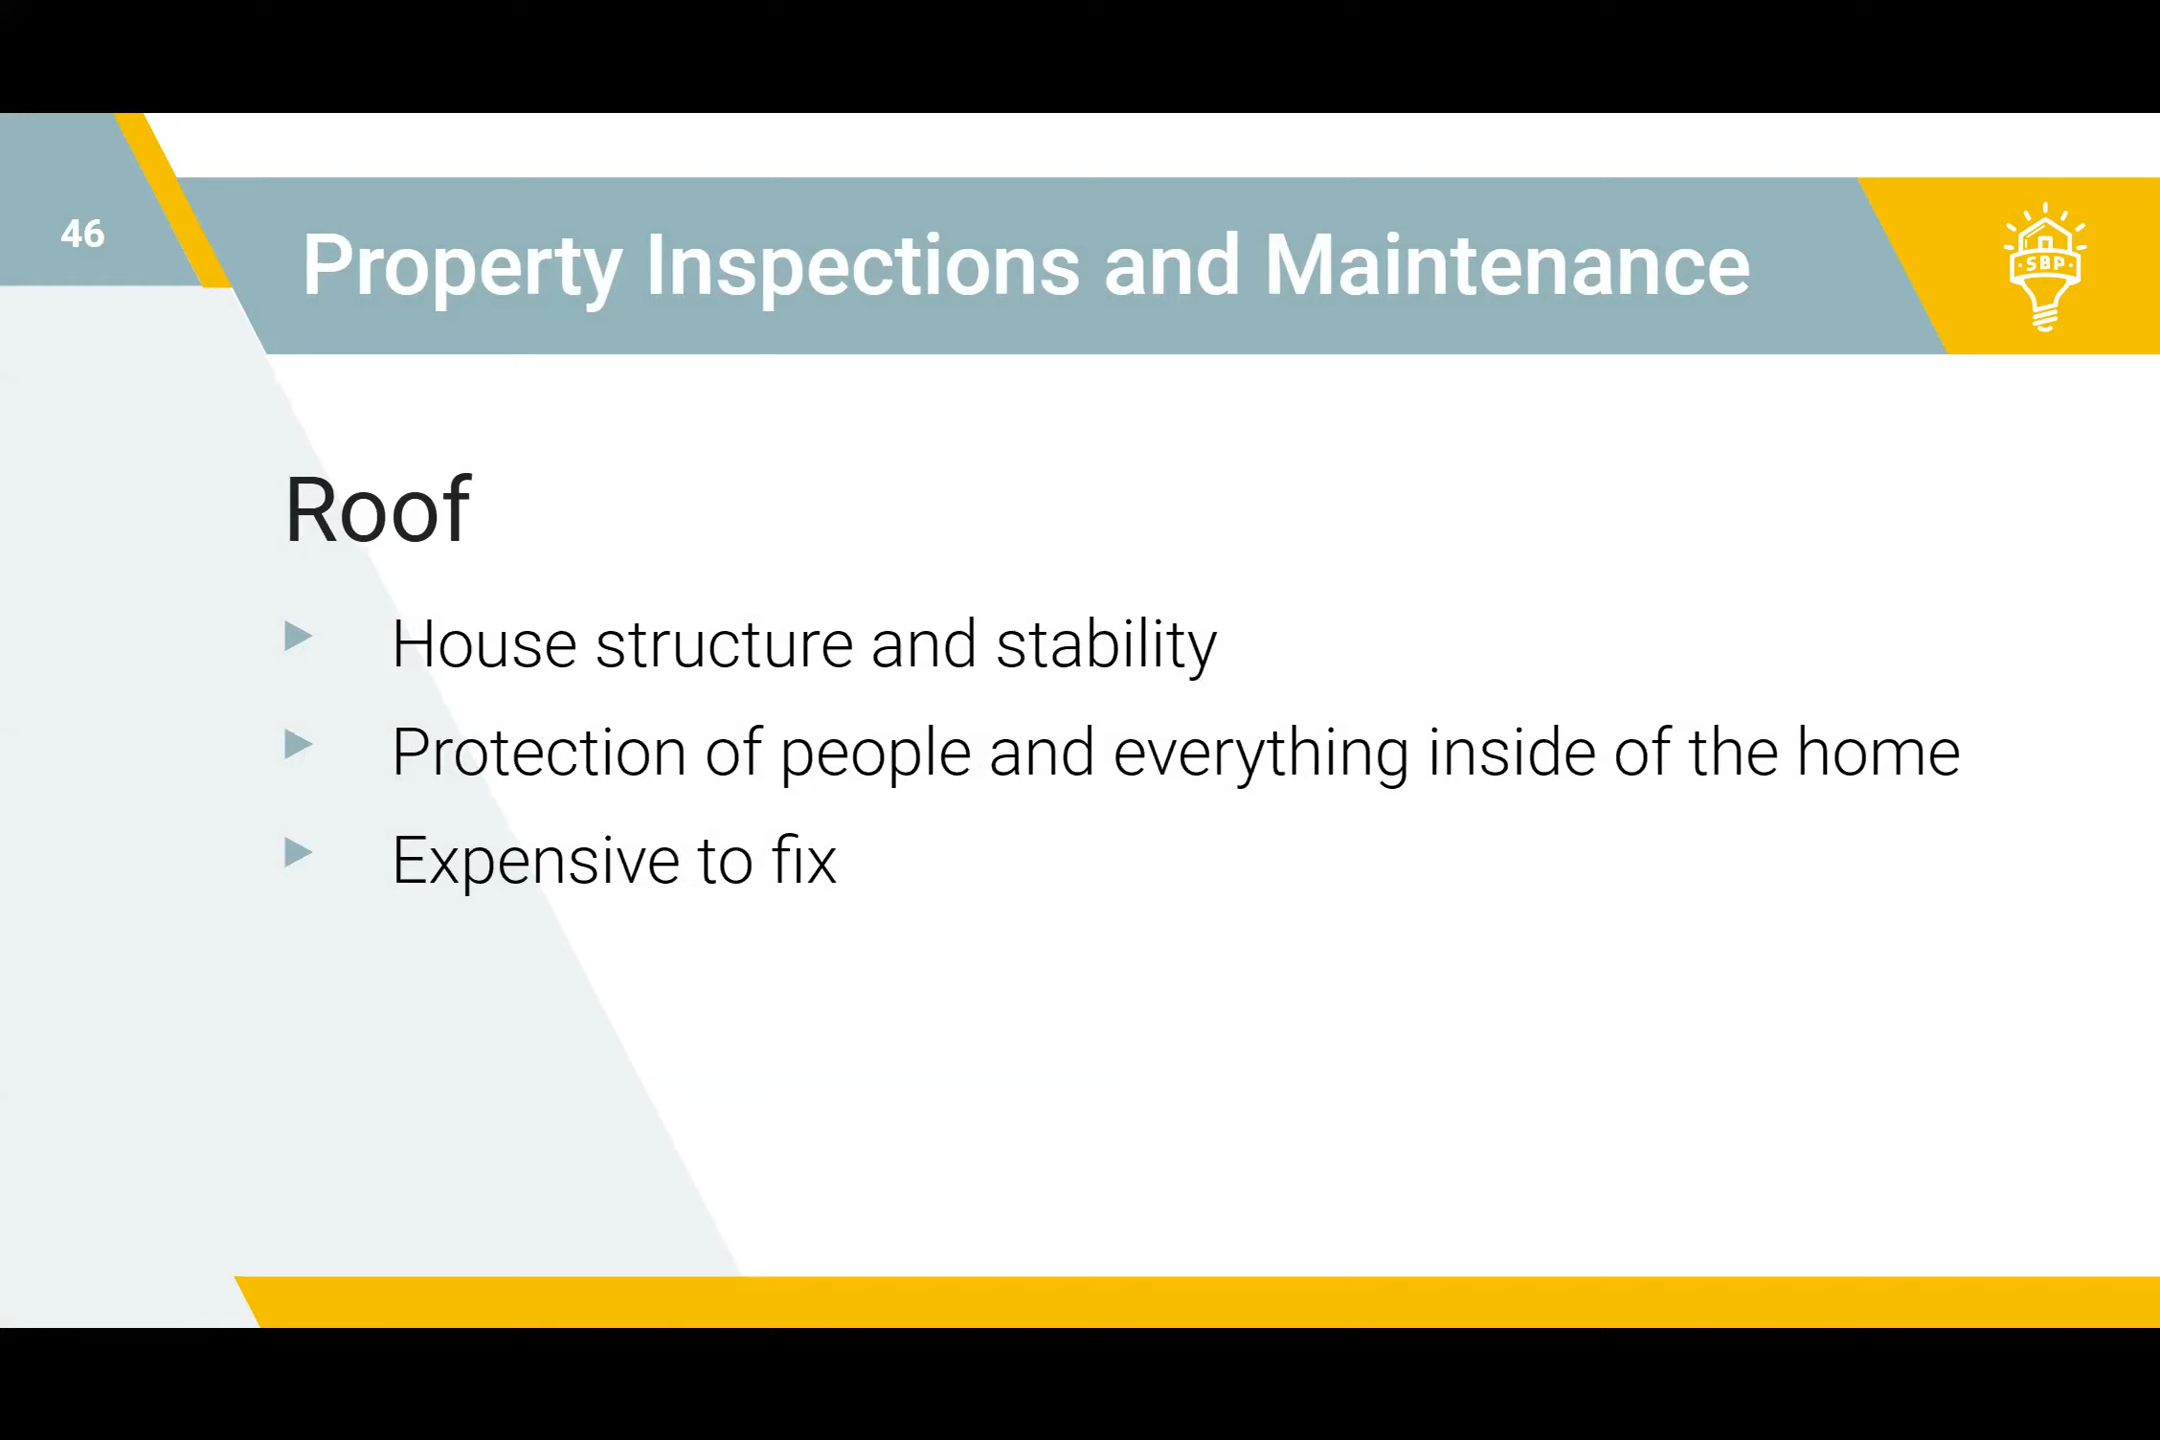 46
Property Inspections and Maintenance
SBP
Roof
House structure and stability
Protection of people and everything inside of the home
Expensive to fix